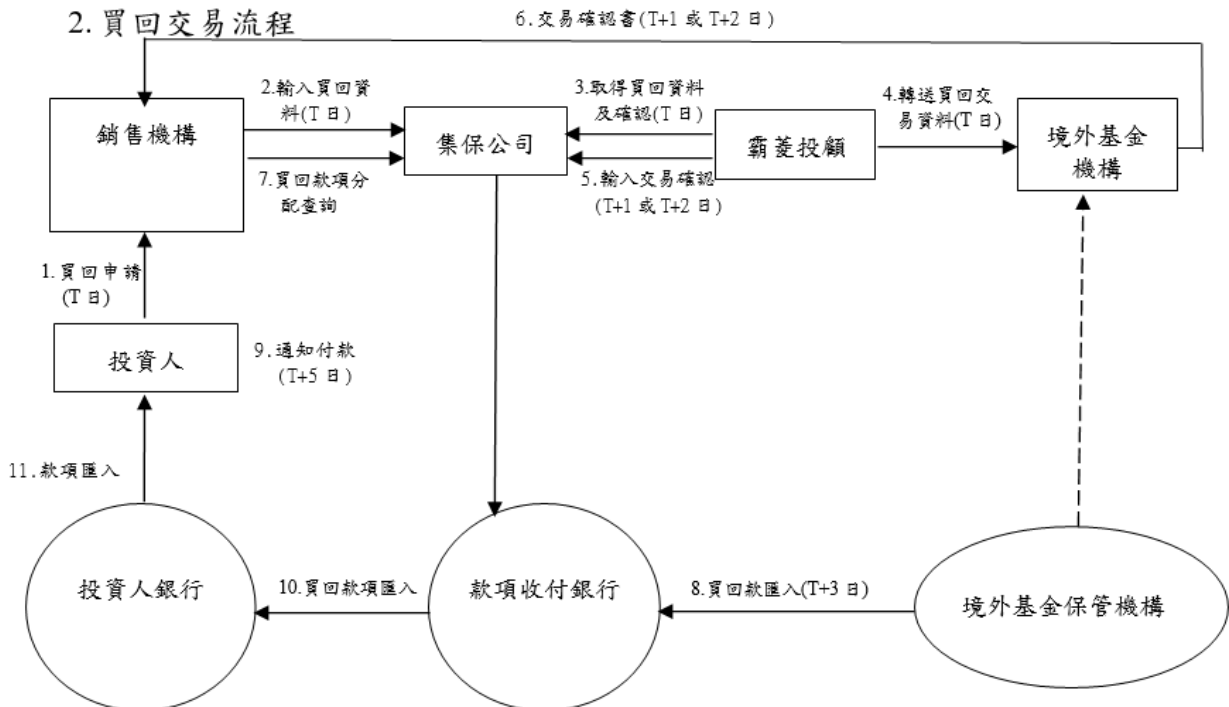 2.買回交易流程
6.交易確認書(T+1 或 T+2 日)
2.輸入買回資
料(T 日)
3.取得買回資料
及確認(T 日)
4.轉送買回交
易資料(T 日)
銷售機構
集保公司
霸菱投顧
境外基金
機構
7.買回款項分
配查詢
5.輸入交易確認
(T+1 或 T+2 日)
1.買回申請
(T 日)
投資人
9.通知付款
(T+5 日)
11.款項匯入
投資人銀行
10.買回款項匯入
款項收付銀行
8.買回款匯入(T+3 日)
境外基金保管機構